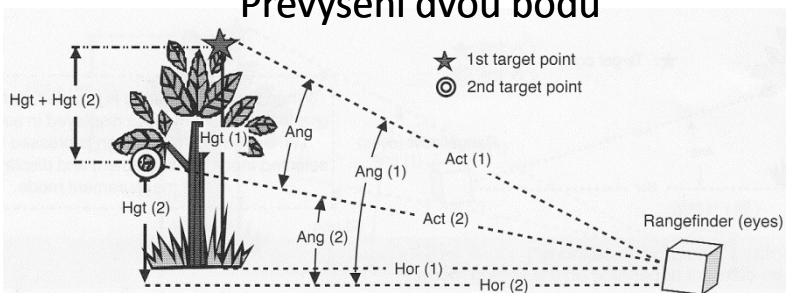 Převýšení dvou bodů
1st target point
2nd target point
Hgt + Hgt (2)
Hgt (1)
Ang
Ang (1)
Act (1)
Hgt (2)
Ang (2)
Act (2)
Rangefinder (eyes)
Hor (1)
Hor (2)